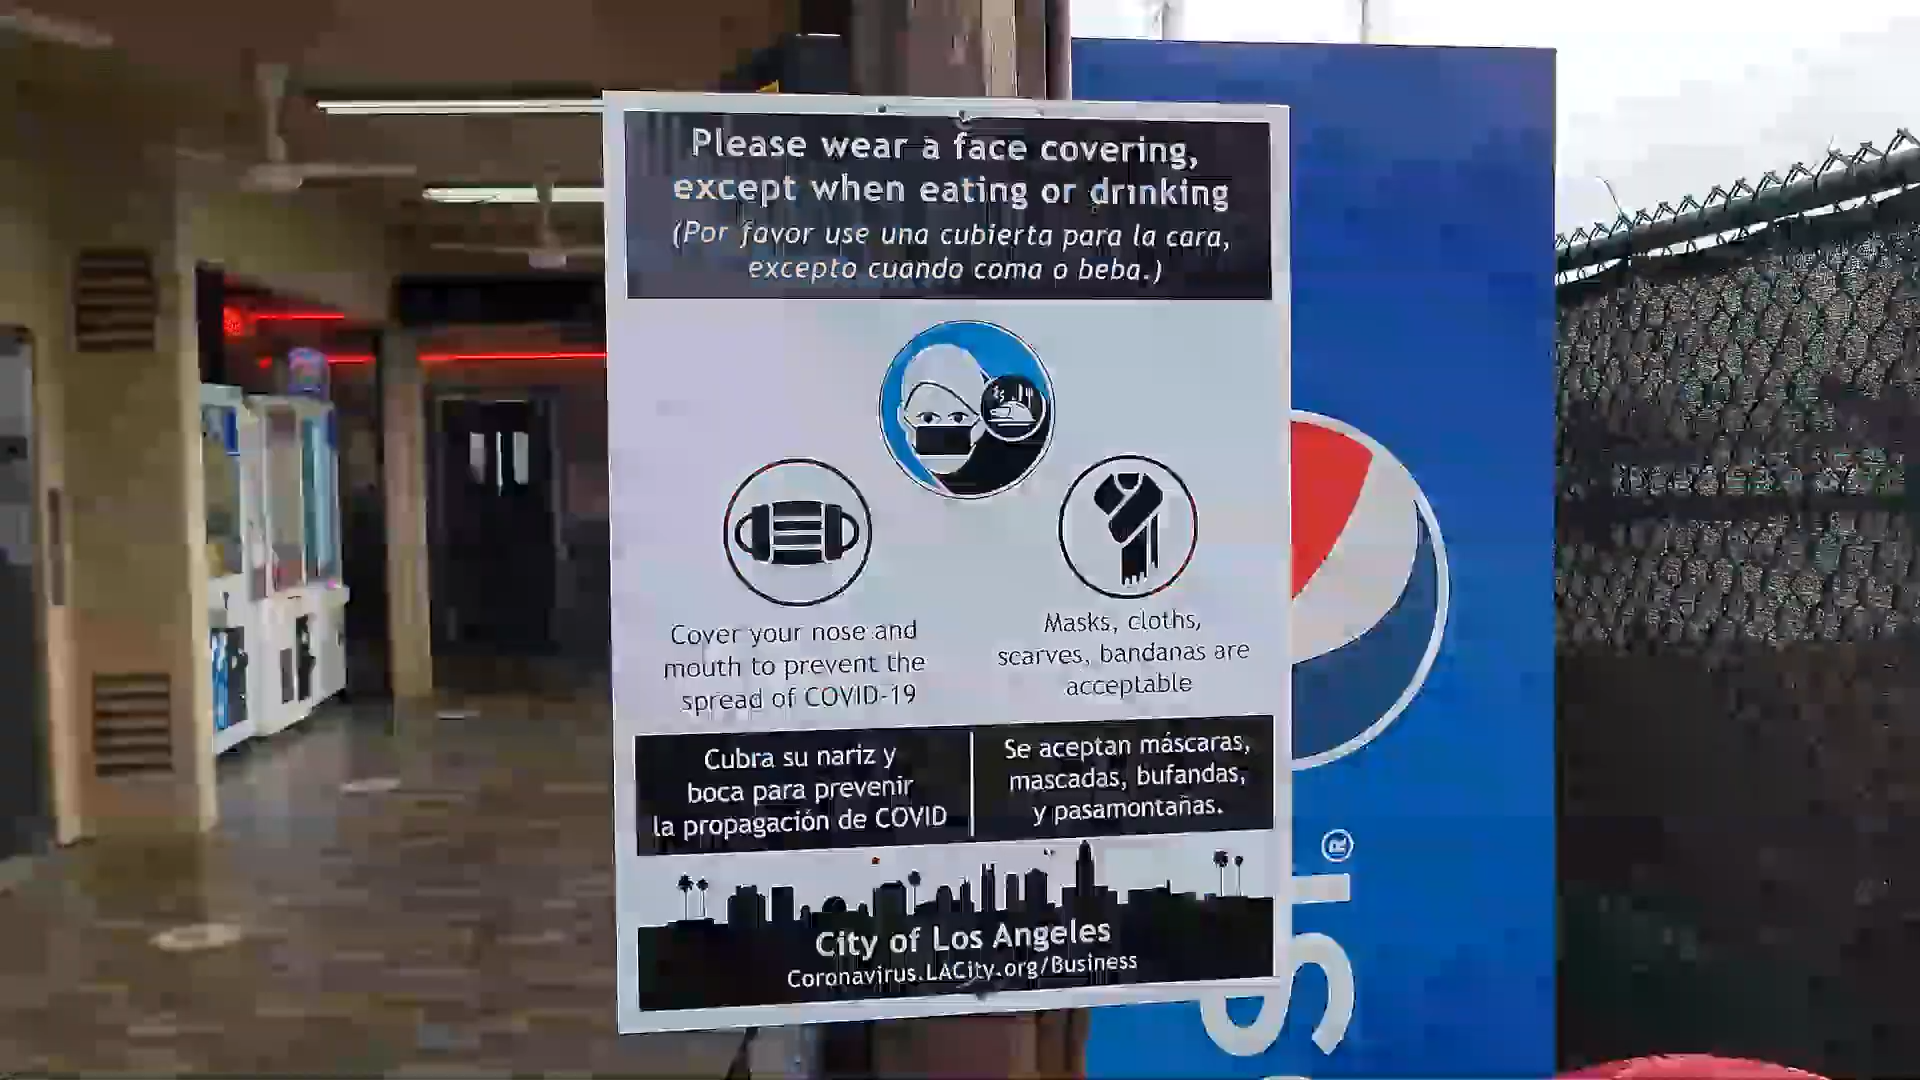 Please wear a face covering,
except when eating or drinking
(Por favor use una cubierta para la cara,
excepto cuando coma o beba.)
Cover your nose and
mouth to prevent the
spread of COVID-19
Masks, cloths,
scarves, bandanas are
acceptable
Cubra su nariz y
boca para prevenir
la propagación de COVID
Se aceptan máscaras,
mascadas, bufandas,
y pasamontañas.
City of Los Angeles
Coronavirus.LACity.org/Business
si®